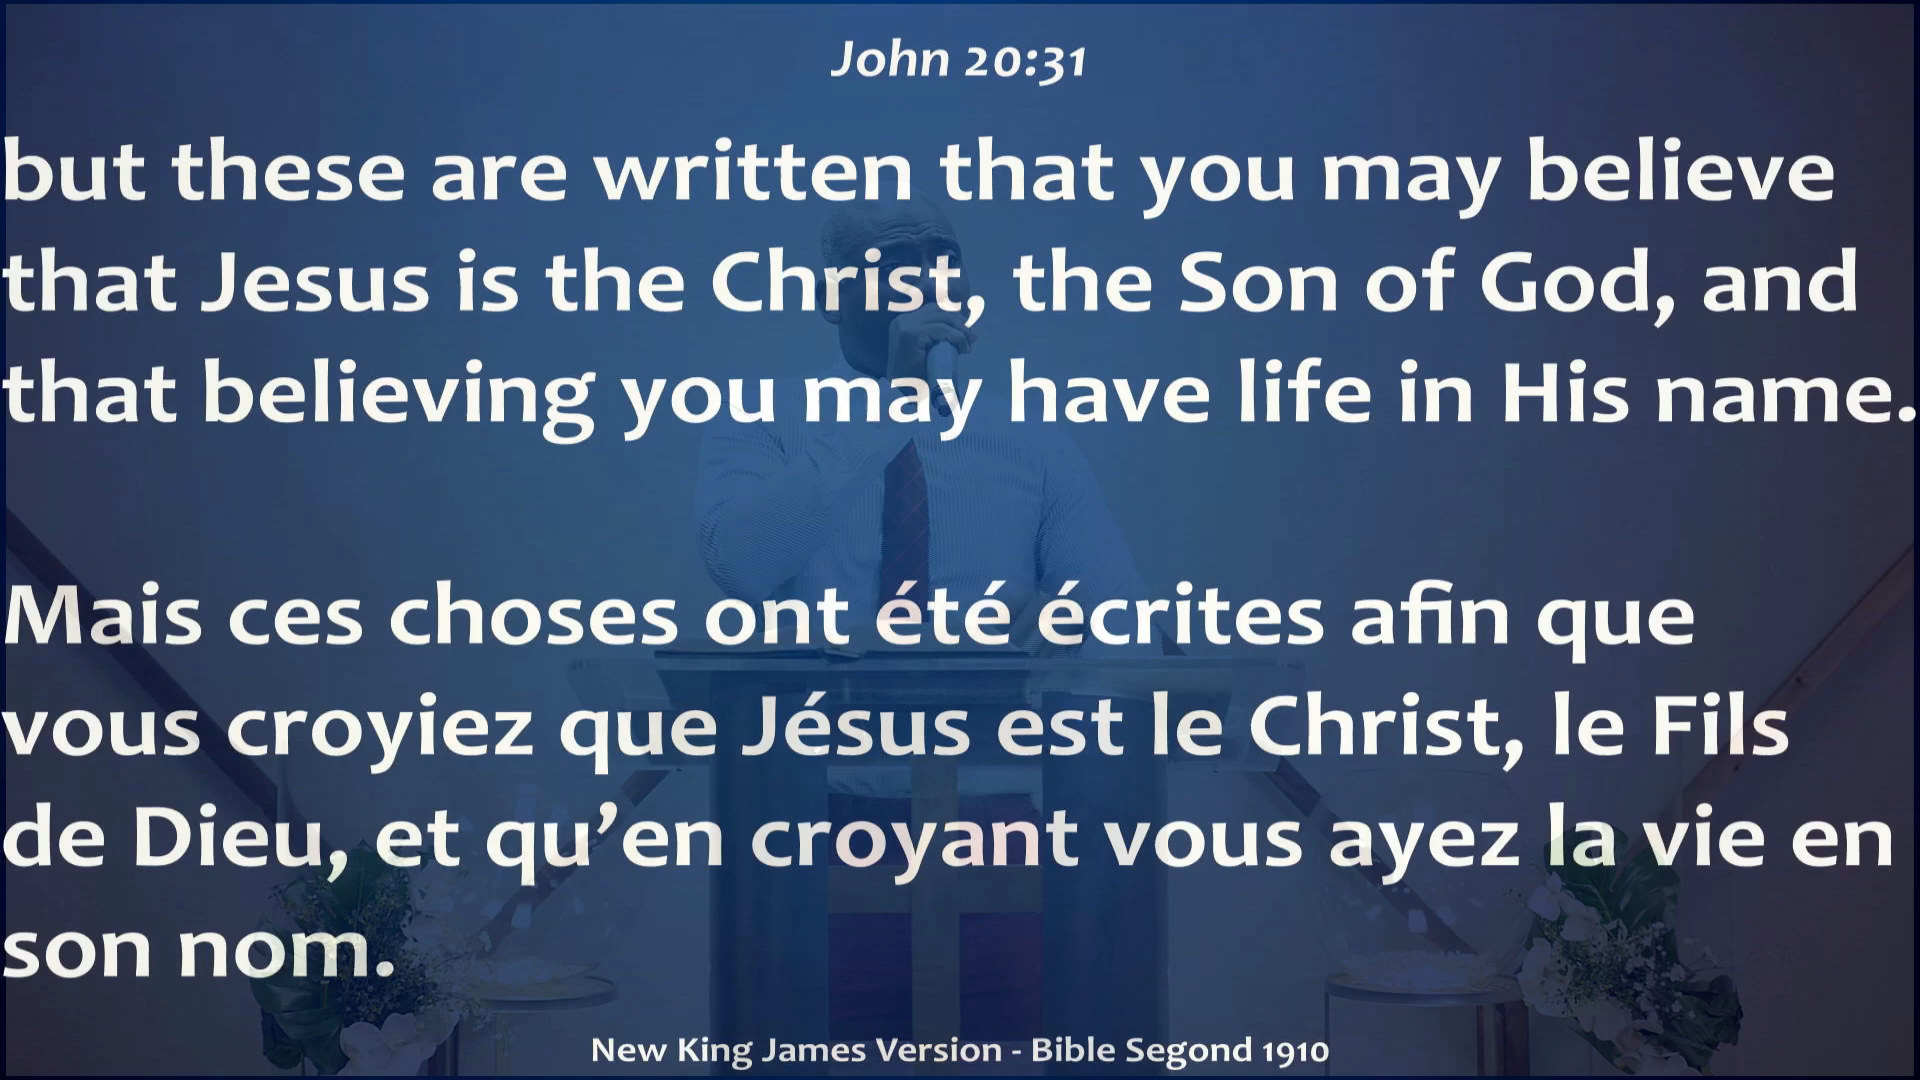 John 20:31
but these are written that you may believe
that Jesus is the Christ, the Son of God, and
that believing you may have life in His name.
Mais ces choses ont été écrites afin que
vous croyiez que Jésus est le Christ, le Fils
de Dieu, et qu’en croyant vous ayez la vie en
son nom.
New King James Version - Bible Segond 1910